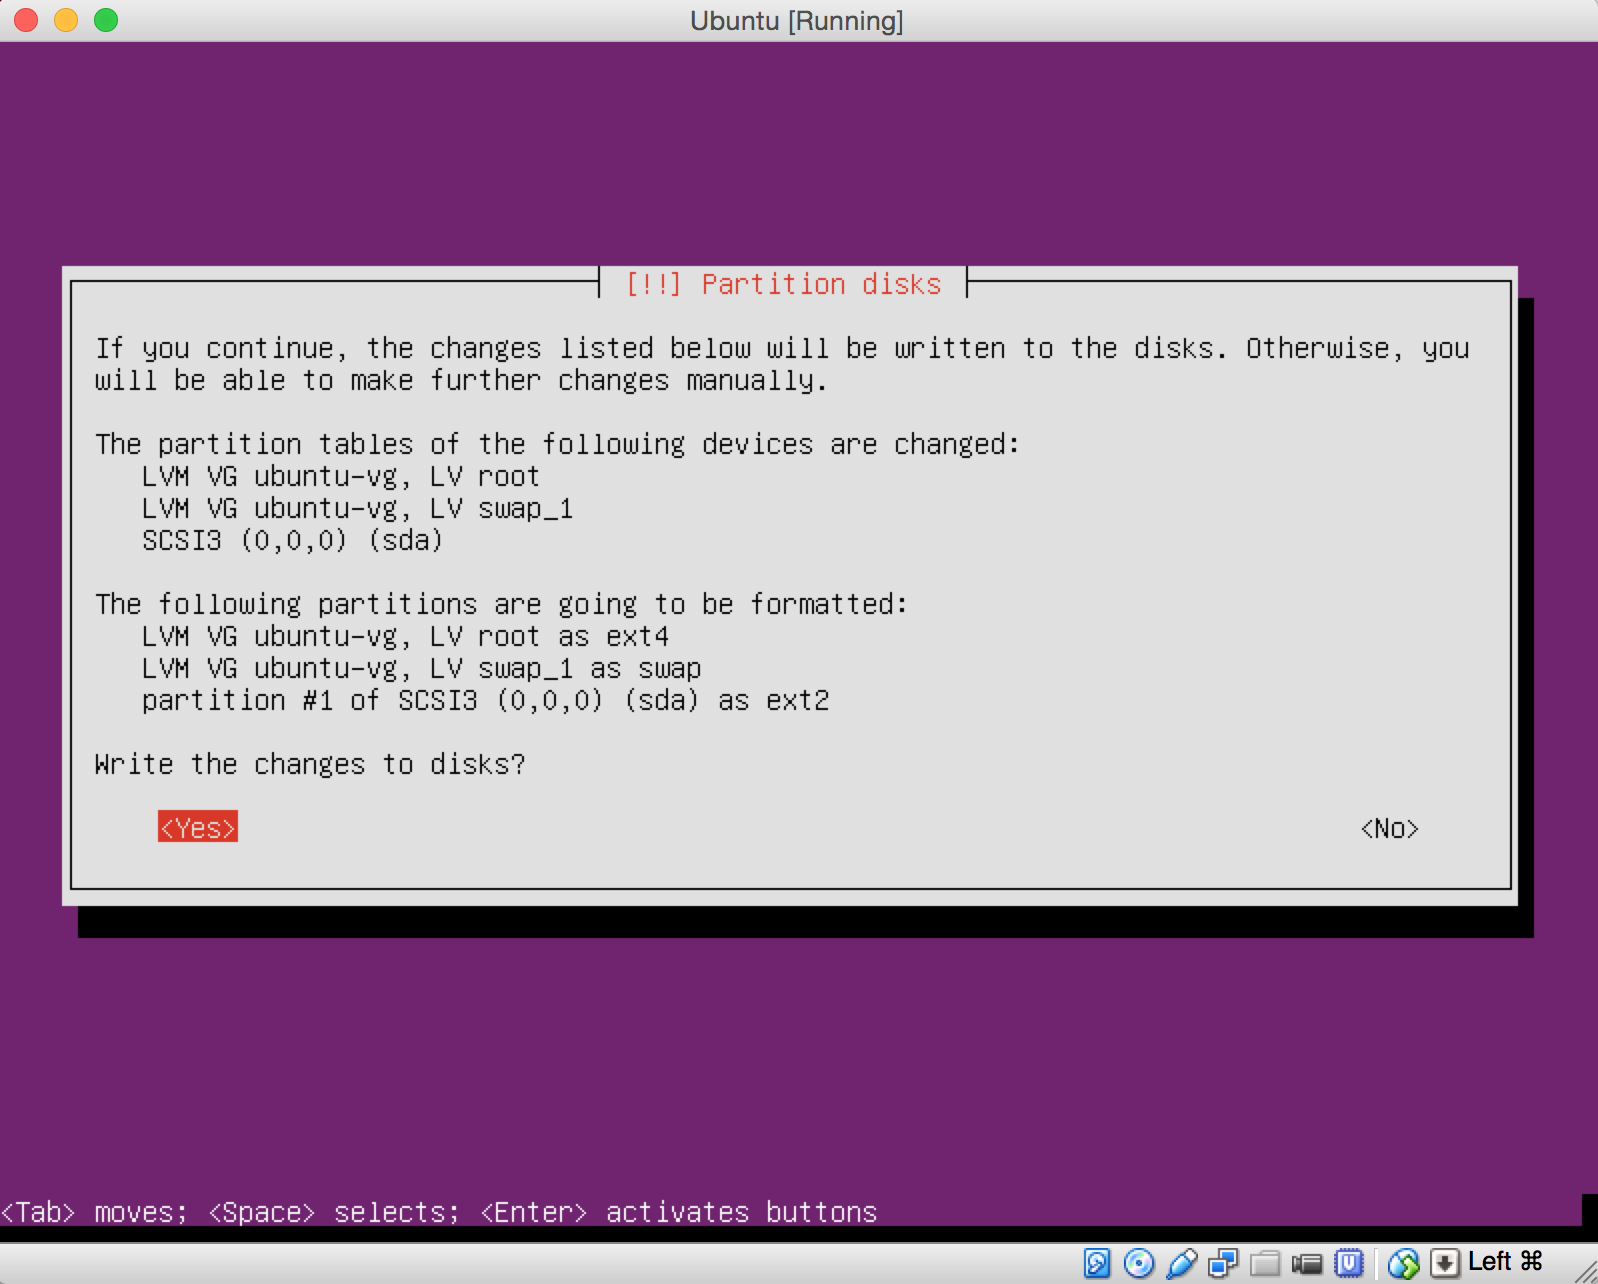 Ubuntu [Running]
[!!] Partition disks
If you continue, the changes listed below will be written to the disks. Otherwise, you
will be able to make further changes manually.
The partition tables of the following devices are changed:
LVM VG ubuntu-vg, LV root
LVM VG ubuntu-vg, LV swap_1
SCSI3 (0,0,0) (sda)
The following partitions are going to be formatted:
LVM VG ubuntu-vg, LV root as ext4
LVM VG ubuntu-vg, LV swap_1 as swap
partition #1 of SCSI3 (0,0,0) (sda) as ext2
Write the changes to disks?
<Yes> <No>
<Tab> moves; <Space> selects; <Enter> activates buttons
Left ⌘